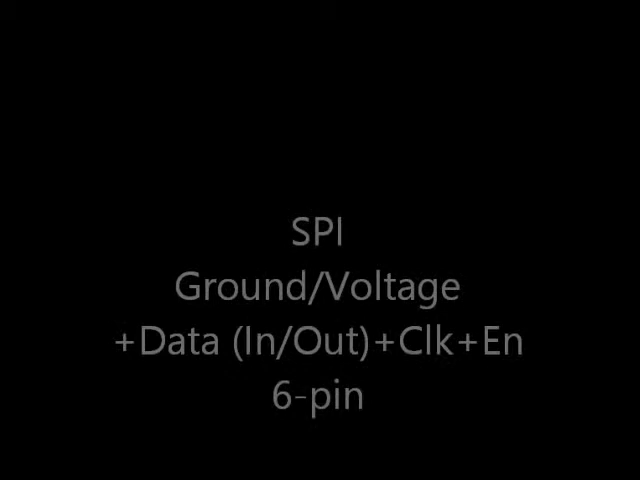 SPI
Ground/Voltage
+Data (In/Out)+Clk+En
6-pin